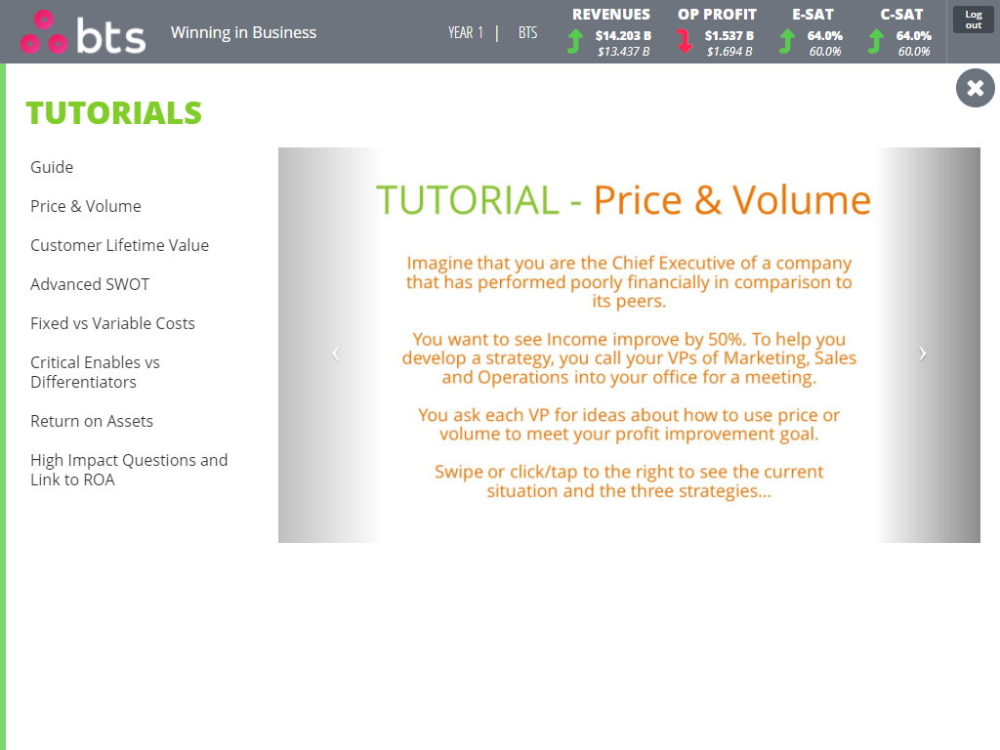 bts
Winning in Business
YEAR 1 | BTS
REVENUES
$14.203 B
$13.437 B
OP PROFIT
$1.537 B
$1.694 B
E-SAT
64.0%
60.0%
C-SAT
64.0%
60.0%
Log
out
TUTORIALS
Guide
Price & Volume
Customer Lifetime Value
Advanced SWOT
Fixed vs Variable Costs
Critical Enables vs
Differentiators
Return on Assets
High Impact Questions and
Link to ROA
TUTORIAL - Price & Volume
Imagine that you are the Chief Executive of a company
that has performed poorly financially in comparison to
its peers.
You want to see Income improve by 50%. To help you
develop a strategy, you call your VPs of Marketing, Sales
and Operations into your office for a meeting.
You ask each VP for ideas about how to use price or
volume to meet your profit improvement goal.
Swipe or click/tap to the right to see the current
situation and the three strategies...